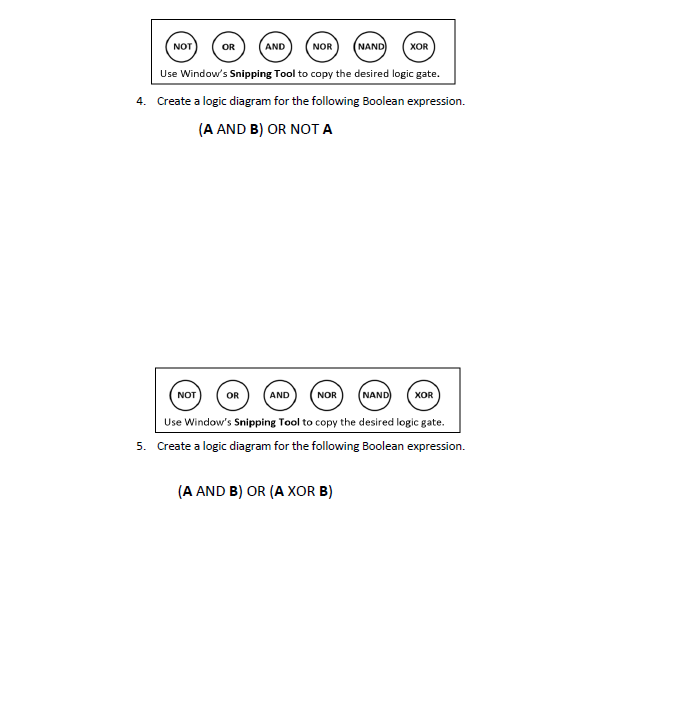 NOT OR AND NOR NAND XOR
Use Window's Snipping Tool to copy the desired logic gate.
4. Create a logic diagram for the following Boolean expression.
(A AND B) OR NOT A
NOT OR AND NOR NAND XOR
Use Window's Snipping Tool to copy the desired logic gate.
5. Create a logic diagram for the following Boolean expression.
(A AND B) OR (A XOR B)